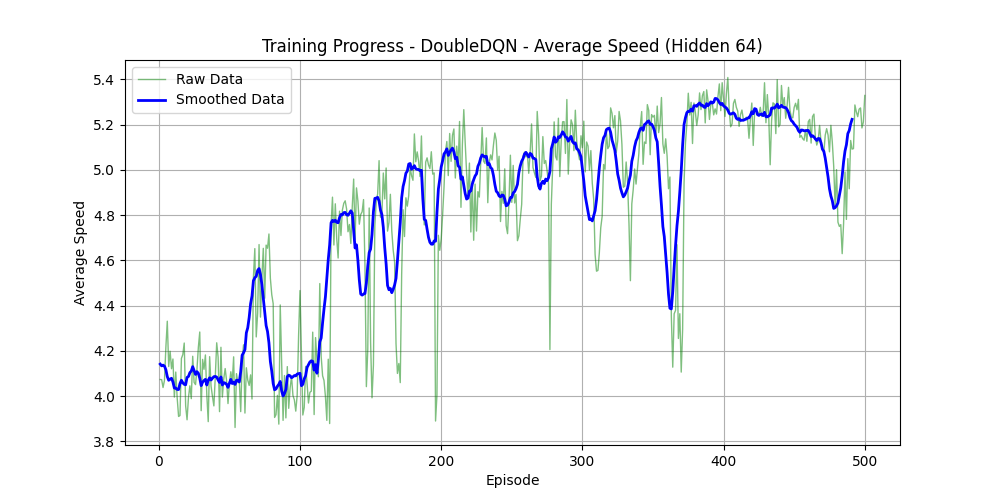 Training Progress - DoubleDQN - Average Speed (Hidden 64)
Raw Data
Smoothed Data
Average Speed
5.4
5.2
5.0
4.8
4.6
4.4
4.2
4.0
3.8
0 100 200 300 400 500
Episode